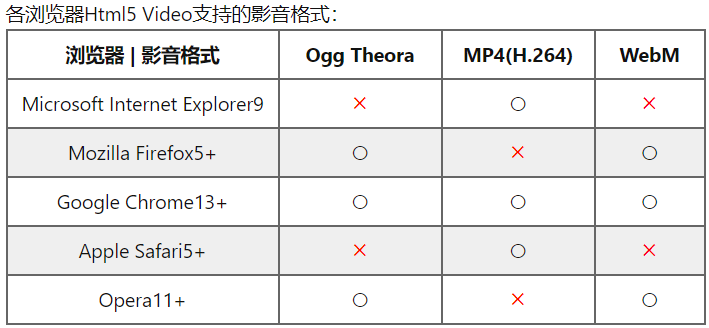 各浏览器Html5 Video支持的影音格式：
浏览器 | 影音格式 Ogg Theora MP4(H.264) WebM
Microsoft Internet Explorer9 × ○ ×
Mozilla Firefox5+ ○ × ○
Google Chrome13+ ○ ○ ○
Apple Safari5+ × ○ ×
Opera11+ ○ × ○